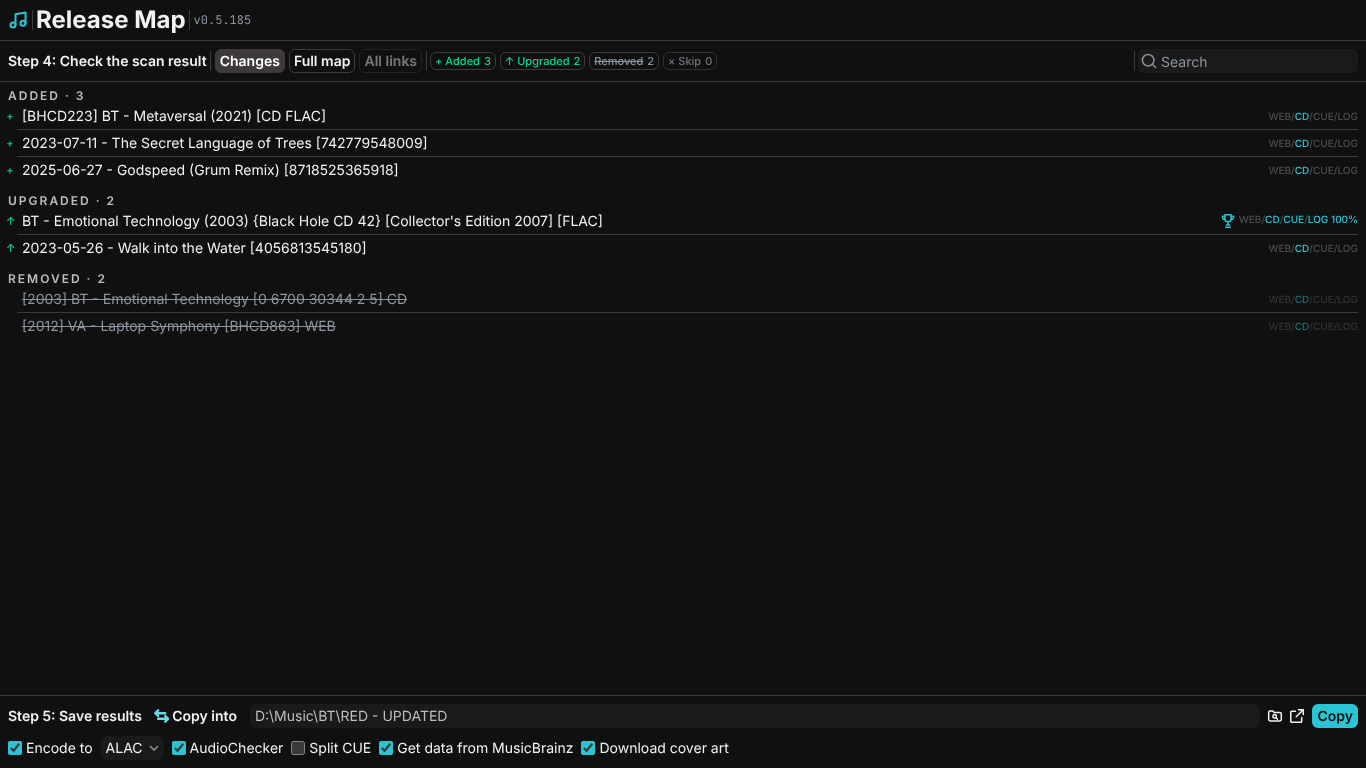 Release Map v0.5.185
Step 4: Check the scan result Changes Full map All links + Added 3 ↑ Upgraded 2 Removed 2 × Skip 0 Search
ADDED · 3
+ [BHCD223] BT - Metaversal (2021) [CD FLAC] WEB/CD/CUE/LOG
+ 2023-07-11 - The Secret Language of Trees [742779548009] WEB/CD/CUE/LOG
+ 2025-06-27 - Godspeed (Grum Remix) [8718525365918] WEB/CD/CUE/LOG
UPGRADED · 2
↑ BT - Emotional Technology (2003) {Black Hole CD 42} [Collector's Edition 2007] [FLAC] WEB/CD/CUE/LOG 100%
↑ 2023-05-26 - Walk into the Water [4056813545180] WEB/CD/CUE/LOG
REMOVED · 2
[2003] BT - Emotional Technology [0 6700 30344 2 5] CD WEB/CD/CUE/LOG
[2012] VA - Laptop Symphony [BHCD863] WEB WEB/CD/CUE/LOG
Step 5: Save results Copy into D:\Music\BT\RED - UPDATED Copy
Encode to ALAC AudioChecker Split CUE Get data from MusicBrainz Download cover art